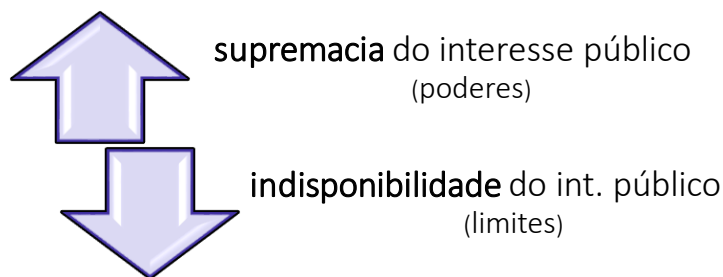 supremacia do interesse público
(poderes)
indisponibilidade do int. público
(limites)